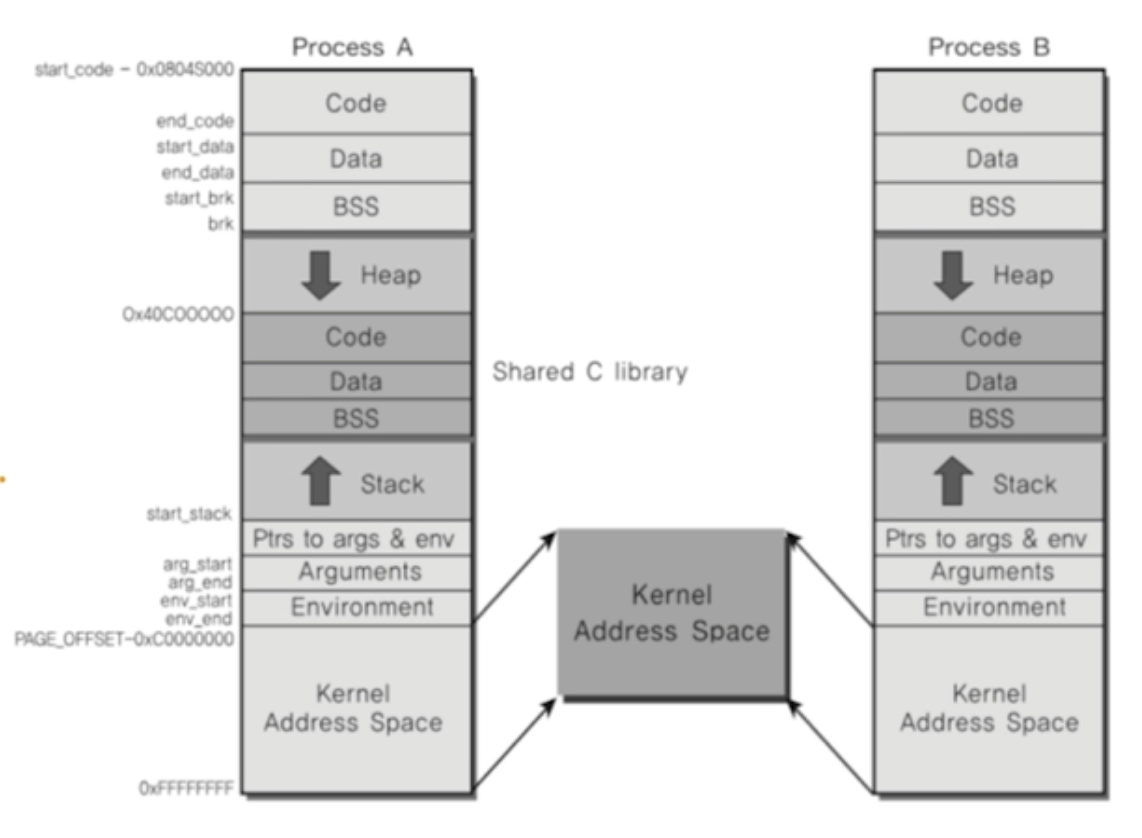 Process A
Process B
start_code - 0x0804S000
Code
end_code
start_data
Data
end_data
start_brk
BSS
brk
Heap
0x40C00000
Code
Data
BSS
Shared C library
Stack
start_stack
Ptrs to args & env
arg_start
Arguments
arg_end
env_start
Environment
env_end
PAGE_OFFSET-0xC0000000
Kernel
Address Space
0xFFFFFFFF
Kernel
Address Space
Code
Data
BSS
Heap
Code
Data
BSS
Stack
Ptrs to args & env
Arguments
Environment
Kernel
Address Space